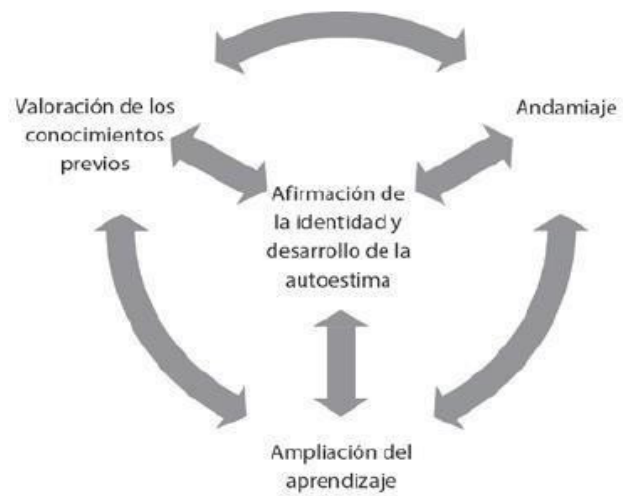 Valoración de los
conocimientos
previos
Andamiaje
Afirmación de
la identidad y
desarrollo de la
autoestima
Ampliación del
aprendizaje